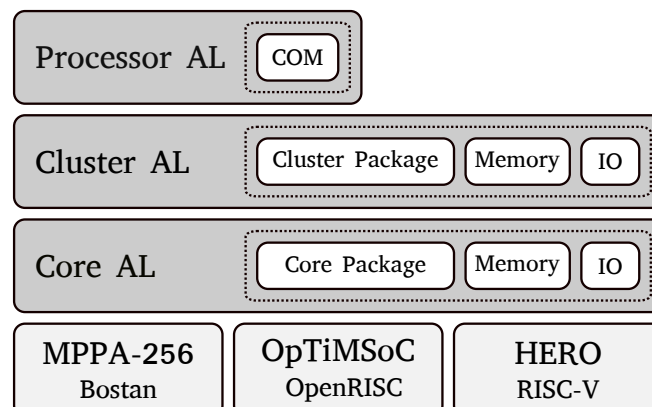 Processor AL COM
Cluster AL Cluster Package Memory IO
Core AL Core Package Memory IO
MPPA-256 OpTiMSoC HERO
Bostan OpenRISC RISC-V